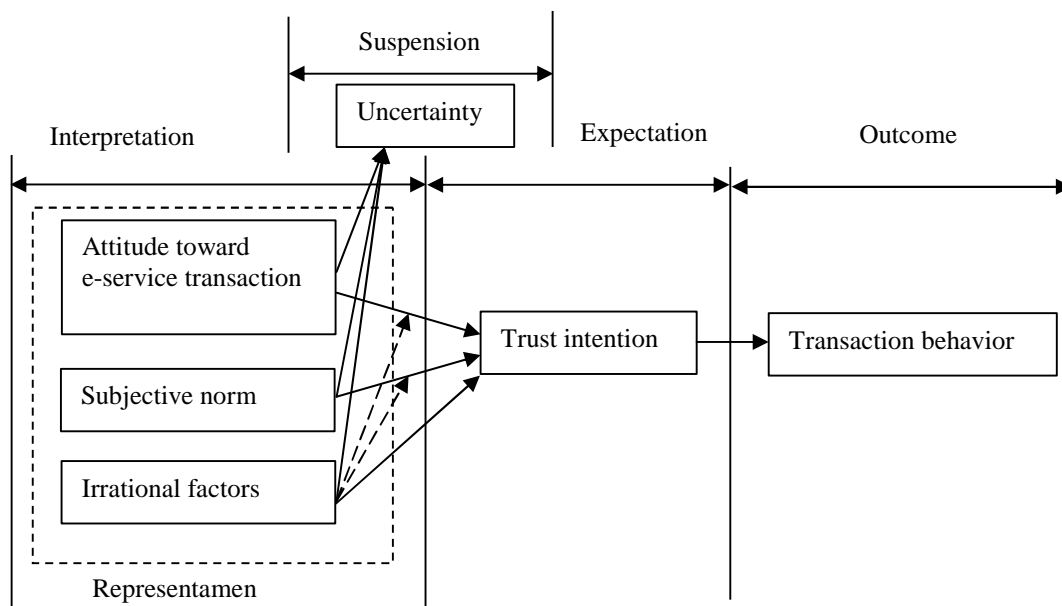 Suspension
Uncertainty
Interpretation
Expectation
Outcome
Attitude toward
e-service transaction
Trust intention
Transaction behavior
Subjective norm
Irrational factors
Representamen